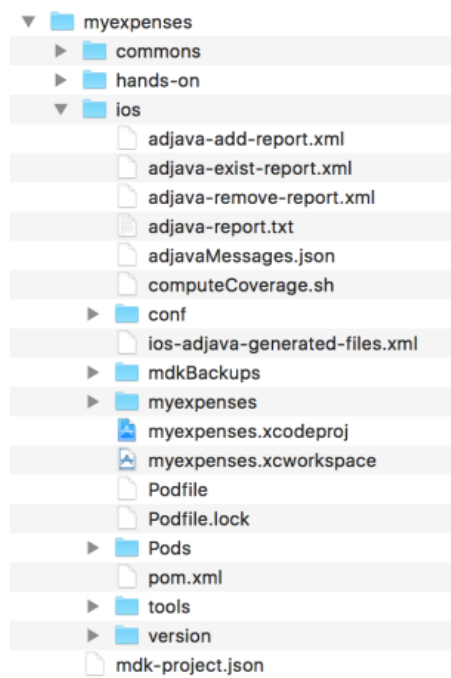 myexpenses
commons
hands-on
ios
adjava-add-report.xml
adjava-exist-report.xml
adjava-remove-report.xml
adjava-report.txt
adjavaMessages.json
computeCoverage.sh
conf
ios-adjava-generated-files.xml
mdkBackups
myexpenses
myexpenses.xcodeproj
myexpenses.xcworkspace
Podfile
Podfile.lock
Pods
pom.xml
tools
version
mdk-project.json